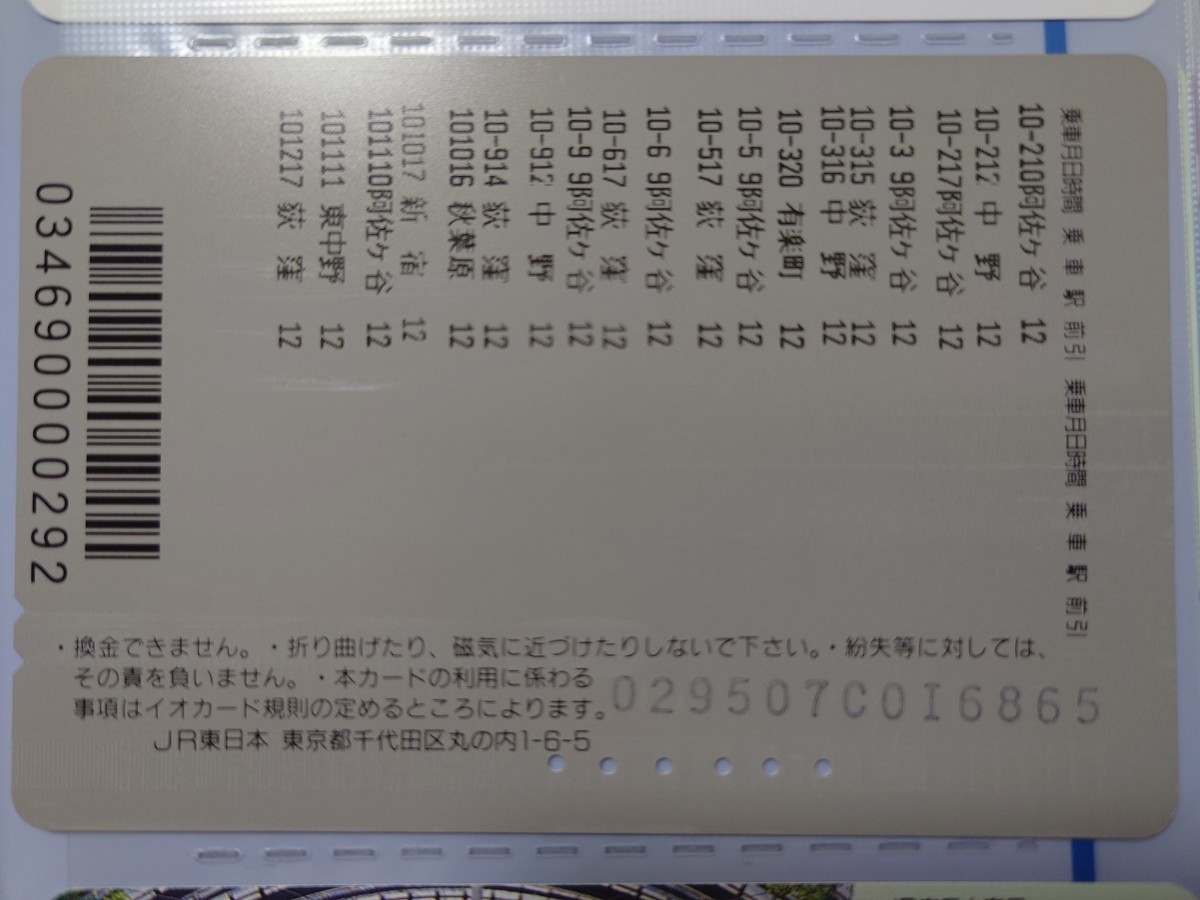 乗車月日時間 乗車駅 前引 乗車月日時間 乗車駅 前引
10-210阿佐ケ谷 12
10-212 中 野 12
10-217阿佐ケ谷 12
10-3 9阿佐ケ谷 12
10-315 荻 窪 12
10-316 中 野 12
10-320 有楽町 12
10-5 9阿佐ケ谷 12
10-517 荻 窪 12
10-6 9阿佐ケ谷 12
10-617 荻 窪 12
10-9 9阿佐ケ谷 12
10-912 中 野 12
10-914 荻 窪 12
101016 秋葉原 12
101017 新 宿 12
101110阿佐ケ谷 12
101111 東中野 12
101217 荻 窪 12
0346900000292
・換金できません。・折り曲げたり、磁気に近づけたりしないで下さい。・紛失等に対しては、
その責を負いません。・本カードの利用に係わる
事項はイオカード規則の定めるところによります。
029507C0I6865
JR東日本 東京都千代田区丸の内1-6-5